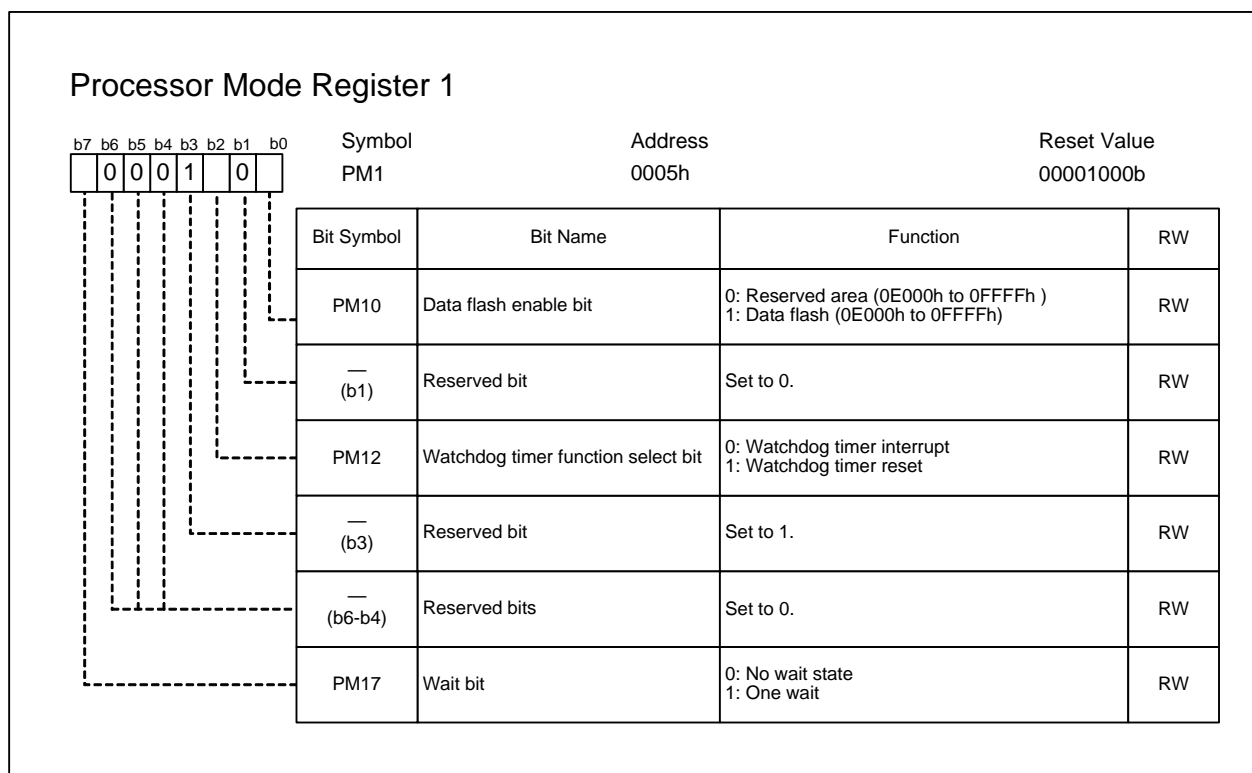 Processor Mode Register 1
b7 b6 b5 b4 b3 b2 b1 b0
0 0 0 1 0
Symbol Address Reset Value
PM1 0005h 00001000b
Bit Symbol Bit Name Function RW
PM10 Data flash enable bit 0: Reserved area (0E000h to 0FFFFh )
1: Data flash (0E000h to 0FFFFh) RW
—
(b1) Reserved bit Set to 0. RW
PM12 Watchdog timer function select bit 0: Watchdog timer interrupt
1: Watchdog timer reset RW
—
(b3) Reserved bit Set to 1. RW
—
(b6-b4) Reserved bits Set to 0. RW
PM17 Wait bit 0: No wait state
1: One wait RW